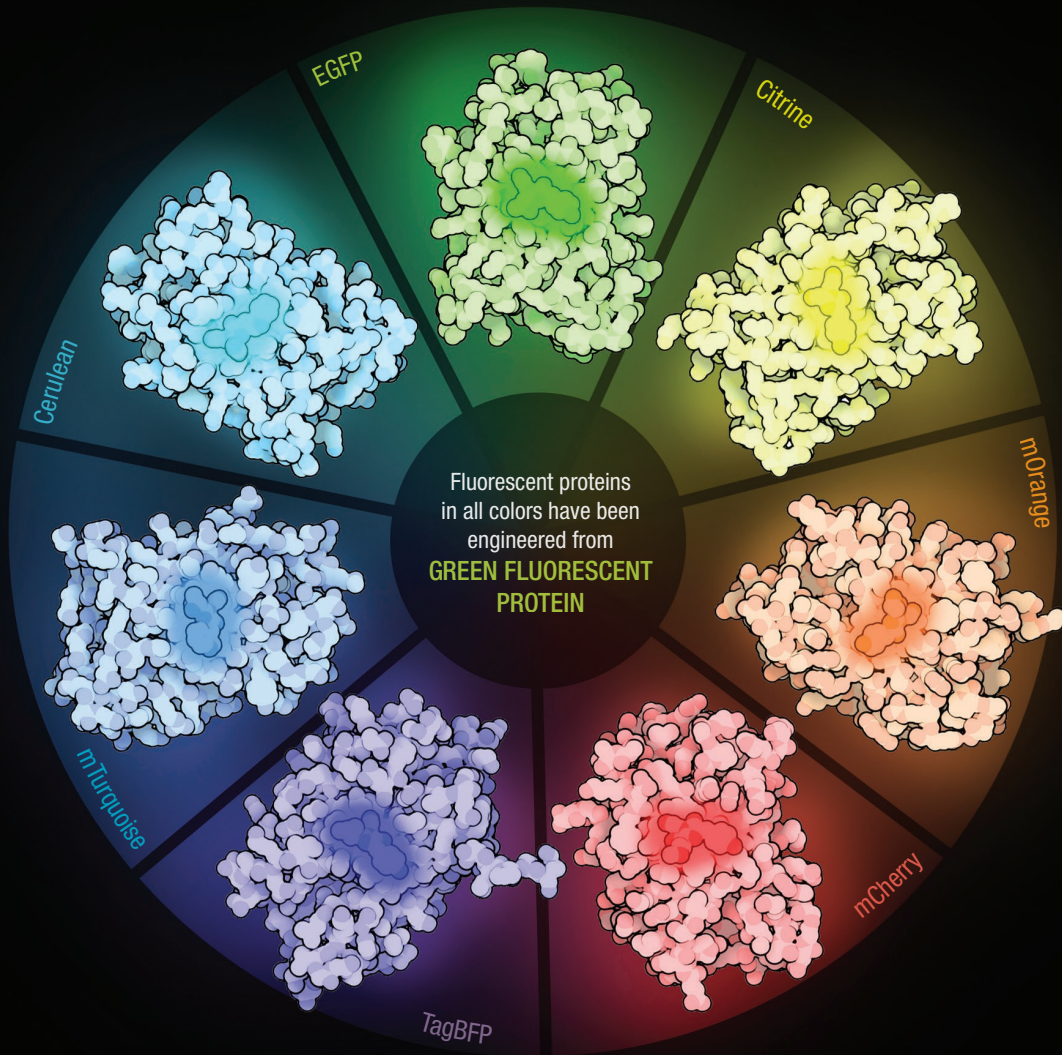 EGFP
Citrine
Cerulean
mOrange
Fluorescent proteins
in all colors have been
engineered from
GREEN FLUORESCENT
PROTEIN
mTurquoise
mCherry
TagBFP